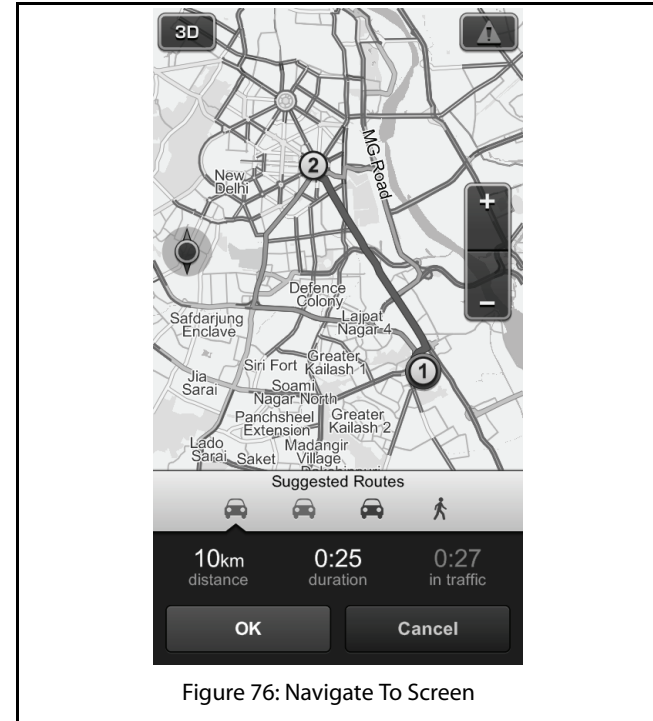 3D
2
MG Road
New
Delhi
+
−
Defence
Colony
Safdarjung
Enclave
Lajpat
Nagar 4
Siri Fort
Greater
Kailash 1
1
Jia
Sarai
Soami
Nagar North
Panchsheel
Extension
Greater
Kailash 2
Lado
Sarai
Saket
Madangir
Village
Suggested Routes
10km
0:25
0:27
distance
duration
in traffic
OK
Cancel
Figure 76: Navigate To Screen